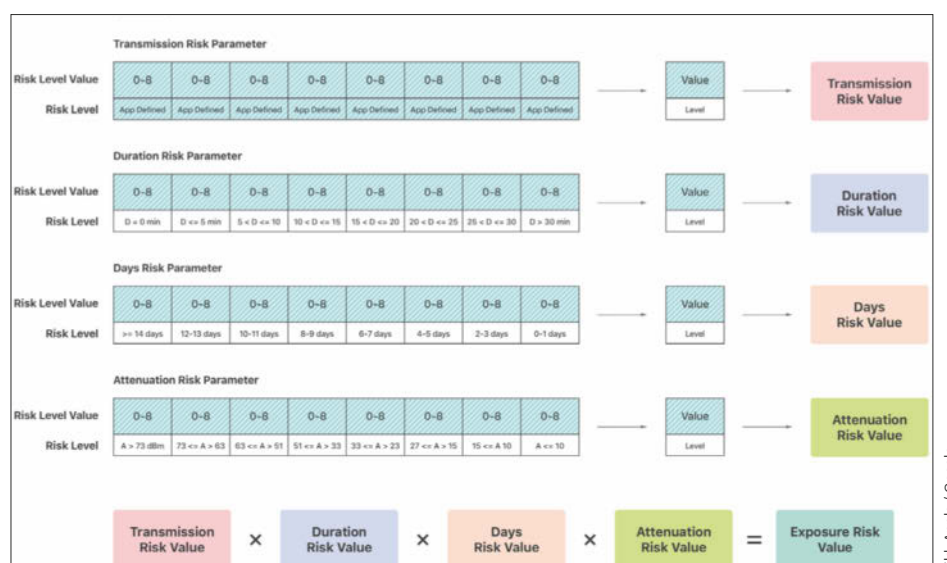 Transmission Risk Parameter
Risk Level Value 0-8 0-8 0-8 0-8 0-8 0-8 0-8 0-8 Value
Risk Level App Defined App Defined App Defined App Defined App Defined App Defined App Defined App Defined Level
Transmission
Risk Value
Duration Risk Parameter
Risk Level Value 0-8 0-8 0-8 0-8 0-8 0-8 0-8 0-8 Value
Risk Level D = 0 min D <= 5 min 5 < D <= 10 10 < D <= 15 15 < D <= 20 20 < D <= 25 25 < D <= 30 D > 30 min Level
Duration
Risk Value
Days Risk Parameter
Risk Level Value 0-8 0-8 0-8 0-8 0-8 0-8 0-8 0-8 Value
Risk Level >= 14 days 12-13 days 10-11 days 8-9 days 6-7 days 4-5 days 2-3 days 0-1 days Level
Days
Risk Value
Attenuation Risk Parameter
Risk Level Value 0-8 0-8 0-8 0-8 0-8 0-8 0-8 0-8 Value
Risk Level A > 73 dBm 73 <= A > 63 63 <= A > 51 51 <= A > 33 33 <= A > 23 27 <= A > 15 15 <= A 10 A <= 10 Level
Attenuation
Risk Value
Transmission
Risk Value
×
Duration
Risk Value
×
Days
Risk Value
×
Attenuation
Risk Value
=
Exposure Risk
Value